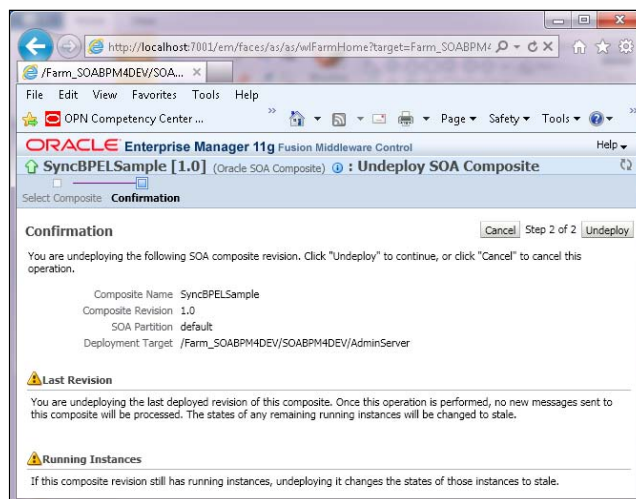 http://localhost:7001/em/faces/as/as/wlFarmHome?target=Farm_SOABPM4
/Farm_SOABPM4DEV/SOA...
File Edit View Favorites Tools Help
OPN Competency Center ... » Page Safety Tools »
ORACLE Enterprise Manager 11g Fusion Middleware Control Help
SyncBPELSample [1.0] (Oracle SOA Composite) : Undeploy SOA Composite
Select Composite Confirmation
Confirmation Cancel Step 2 of 2 Undeploy
You are undeploying the following SOA composite revision. Click "Undeploy" to continue, or click "Cancel" to cancel this
operation.
Composite Name SyncBPELSample
Composite Revision 1.0
SOA Partition default
Deployment Target /Farm_SOABPM4DEV/SOABPM4DEV/AdminServer
Last Revision
You are undeploying the last deployed revision of this composite. Once this operation is performed, no new messages sent to
this composite will be processed. The states of any remaining running instances will be changed to stale.
Running Instances
If this composite revision still has running instances, undeploying it changes the states of those instances to stale.